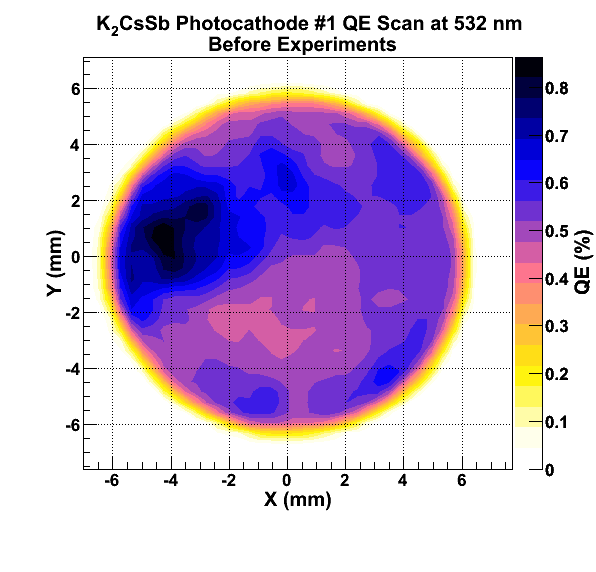 K₂CsSb Photocathode #1 QE Scan at 532 nm
Before Experiments
6
4
2
0
-2
-4
-6
Y (mm)
-6 -4 -2 0 2 4 6
X (mm)
0.8
0.7
0.6
0.5
0.4
0.3
0.2
0.1
0
QE (%)